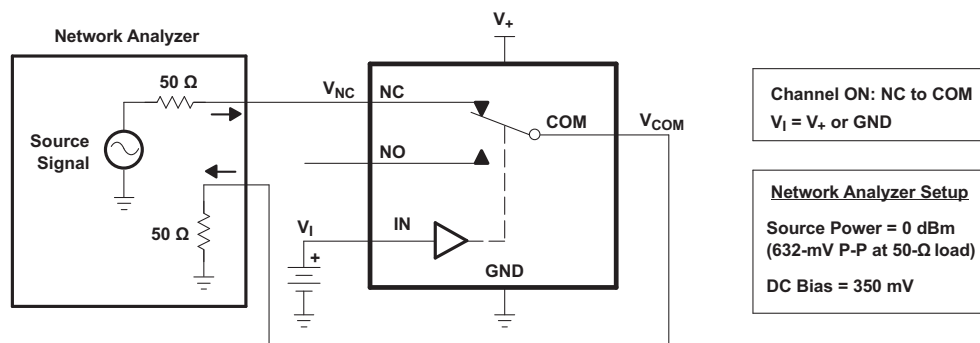 V+
Network Analyzer
50 Ω
VNC
NC
COM
VCOM
Source
Signal
NO
50 Ω
VI
IN
+
GND
Channel ON: NC to COM
VI = V+ or GND
Network Analyzer Setup
Source Power = 0 dBm
(632-mV P-P at 50-Ω load)
DC Bias = 350 mV